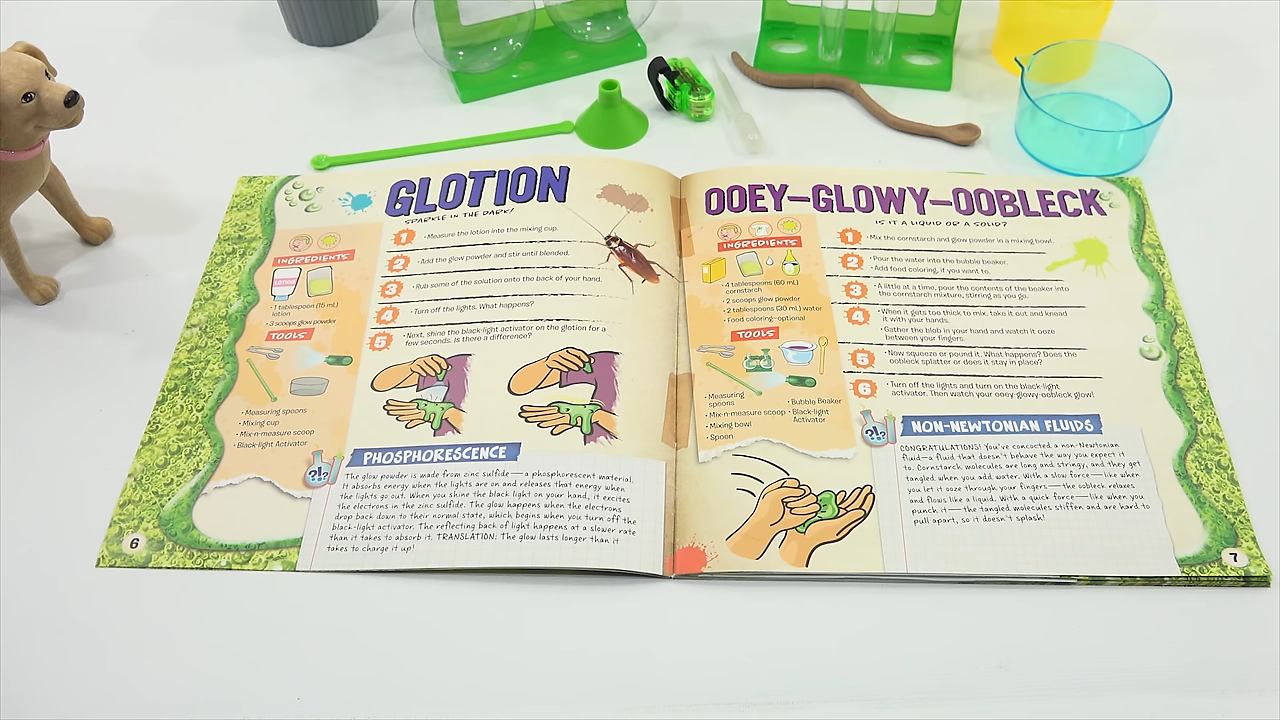 GLOTION
SPARKLE IN THE DARK!
INGREDIENTS
LOTION
• 1 tablespoon (15 mL)
lotion
• 3 scoops glow powder
TOOLS
• Measuring spoons
• Mixing cup
• Mix-n-measure scoop
• Black-light Activator
1 • Measure the lotion into the mixing cup.
2 • Add the glow powder and stir until blended.
3 • Rub some of the solution onto the back of your hand.
4 • Turn off the lights. What happens?
5 • Next, shine the black-light activator on the glotion for a
few seconds. Is there a difference?
?!
PHOSPHORESCENCE
The glow powder is made from zinc sulfide—a phosphorescent material.
It absorbs energy when the lights are on and releases that energy when
the lights go out. When you shine the black light on your hand, it excites
the electrons in the zinc sulfide. The glow happens when the electrons
drop back down to their normal state, which begins when you turn off the
black-light activator. The reflecting back of light happens at a slower rate
than it takes to absorb it. TRANSLATION: The glow lasts longer than it
takes to charge it up!
6
OOEY-GLOWY-OOBLECK
IS IT A LIQUID OR A SOLID?
INGREDIENTS
• 4 tablespoons (60 mL)
cornstarch
• 2 scoops glow powder
• 2 tablespoons (30 mL) water
• Food coloring—optional
TOOLS
• Measuring
spoons
• Mix-n-measure scoop
• Mixing bowl
• Spoon
• Bubble Beaker
• Black-light
Activator
1 • Mix the cornstarch and glow powder in a mixing bowl.
2 • Pour the water into the bubble beaker.
• Add food coloring, if you want to.
3 • A little at a time, pour the contents of the beaker into
the cornstarch mixture, stirring as you go.
4 • When it gets too thick to mix, take it out and knead
it with your hands.
• Gather the blob in your hand and watch it ooze
between your fingers.
5 • Now squeeze or pound it. What happens? Does the
oobleck splatter or does it stay in place?
6 • Turn off the lights and turn on the black-light
activator. Then watch your ooey-glowy-oobleck glow!
?!
NON-NEWTONIAN FLUIDS
CONGRATULATIONS! You've concocted a non-Newtonian
fluid—a fluid that doesn't behave the way you expect it
to. Cornstarch molecules are long and stringy, and they get
tangled when you add water. With a slow force—like when
you let it ooze through your fingers—the oobleck relaxes
and flows like a liquid. With a quick force—like when you
punch it—the tangled molecules stiffen and are hard to
pull apart, so it doesn't splash!
7